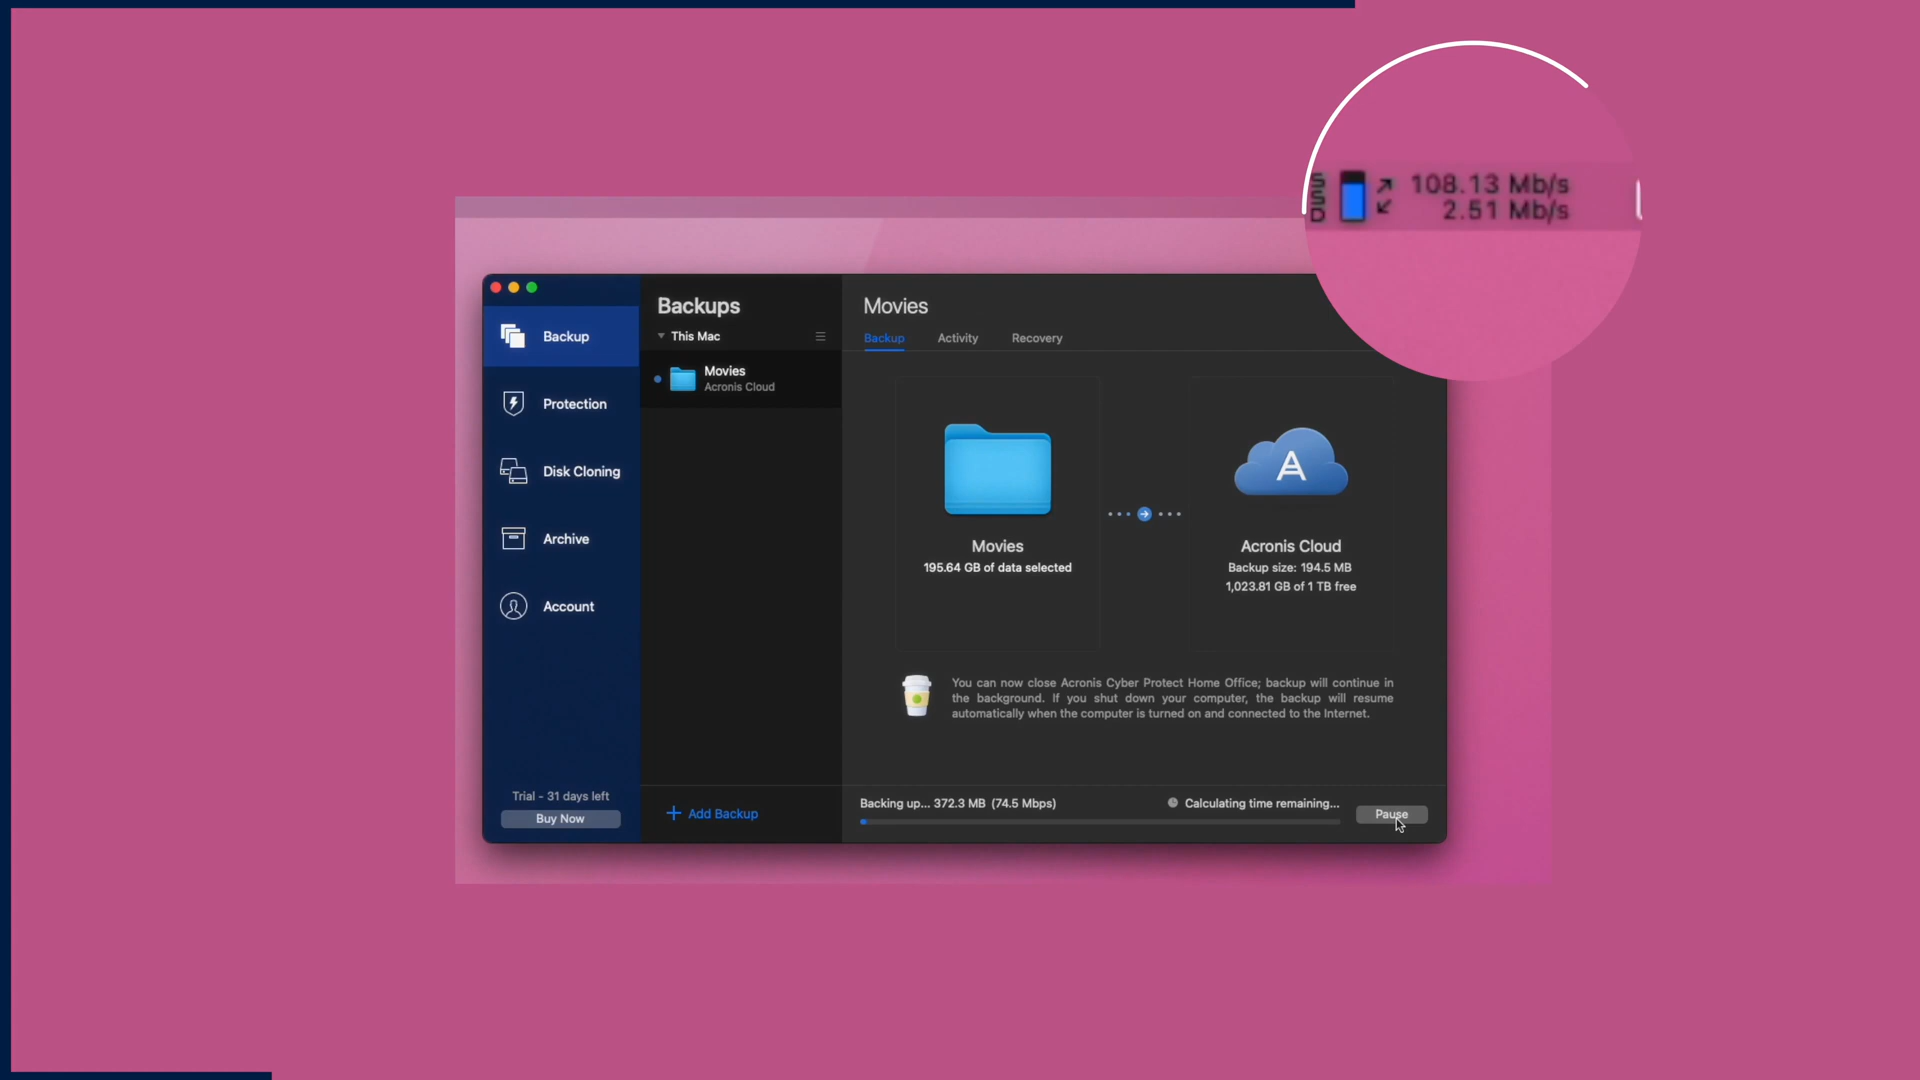 SSD
108.13 Mb/s
2.51 Mb/s
Backup
Protection
Disk Cloning
Archive
Account
Trial - 31 days left
Buy Now
Backups
This Mac
Movies
Acronis Cloud
Add Backup
Movies
Backup Activity Recovery
Movies
195.64 GB of data selected
A
Acronis Cloud
Backup size: 194.5 MB
1,023.81 GB of 1 TB free
You can now close Acronis Cyber Protect Home Office; backup will continue in
the background. If you shut down your computer, the backup will resume
automatically when the computer is turned on and connected to the Internet.
Backing up... 372.3 MB (74.5 Mbps)
Calculating time remaining...
Pause